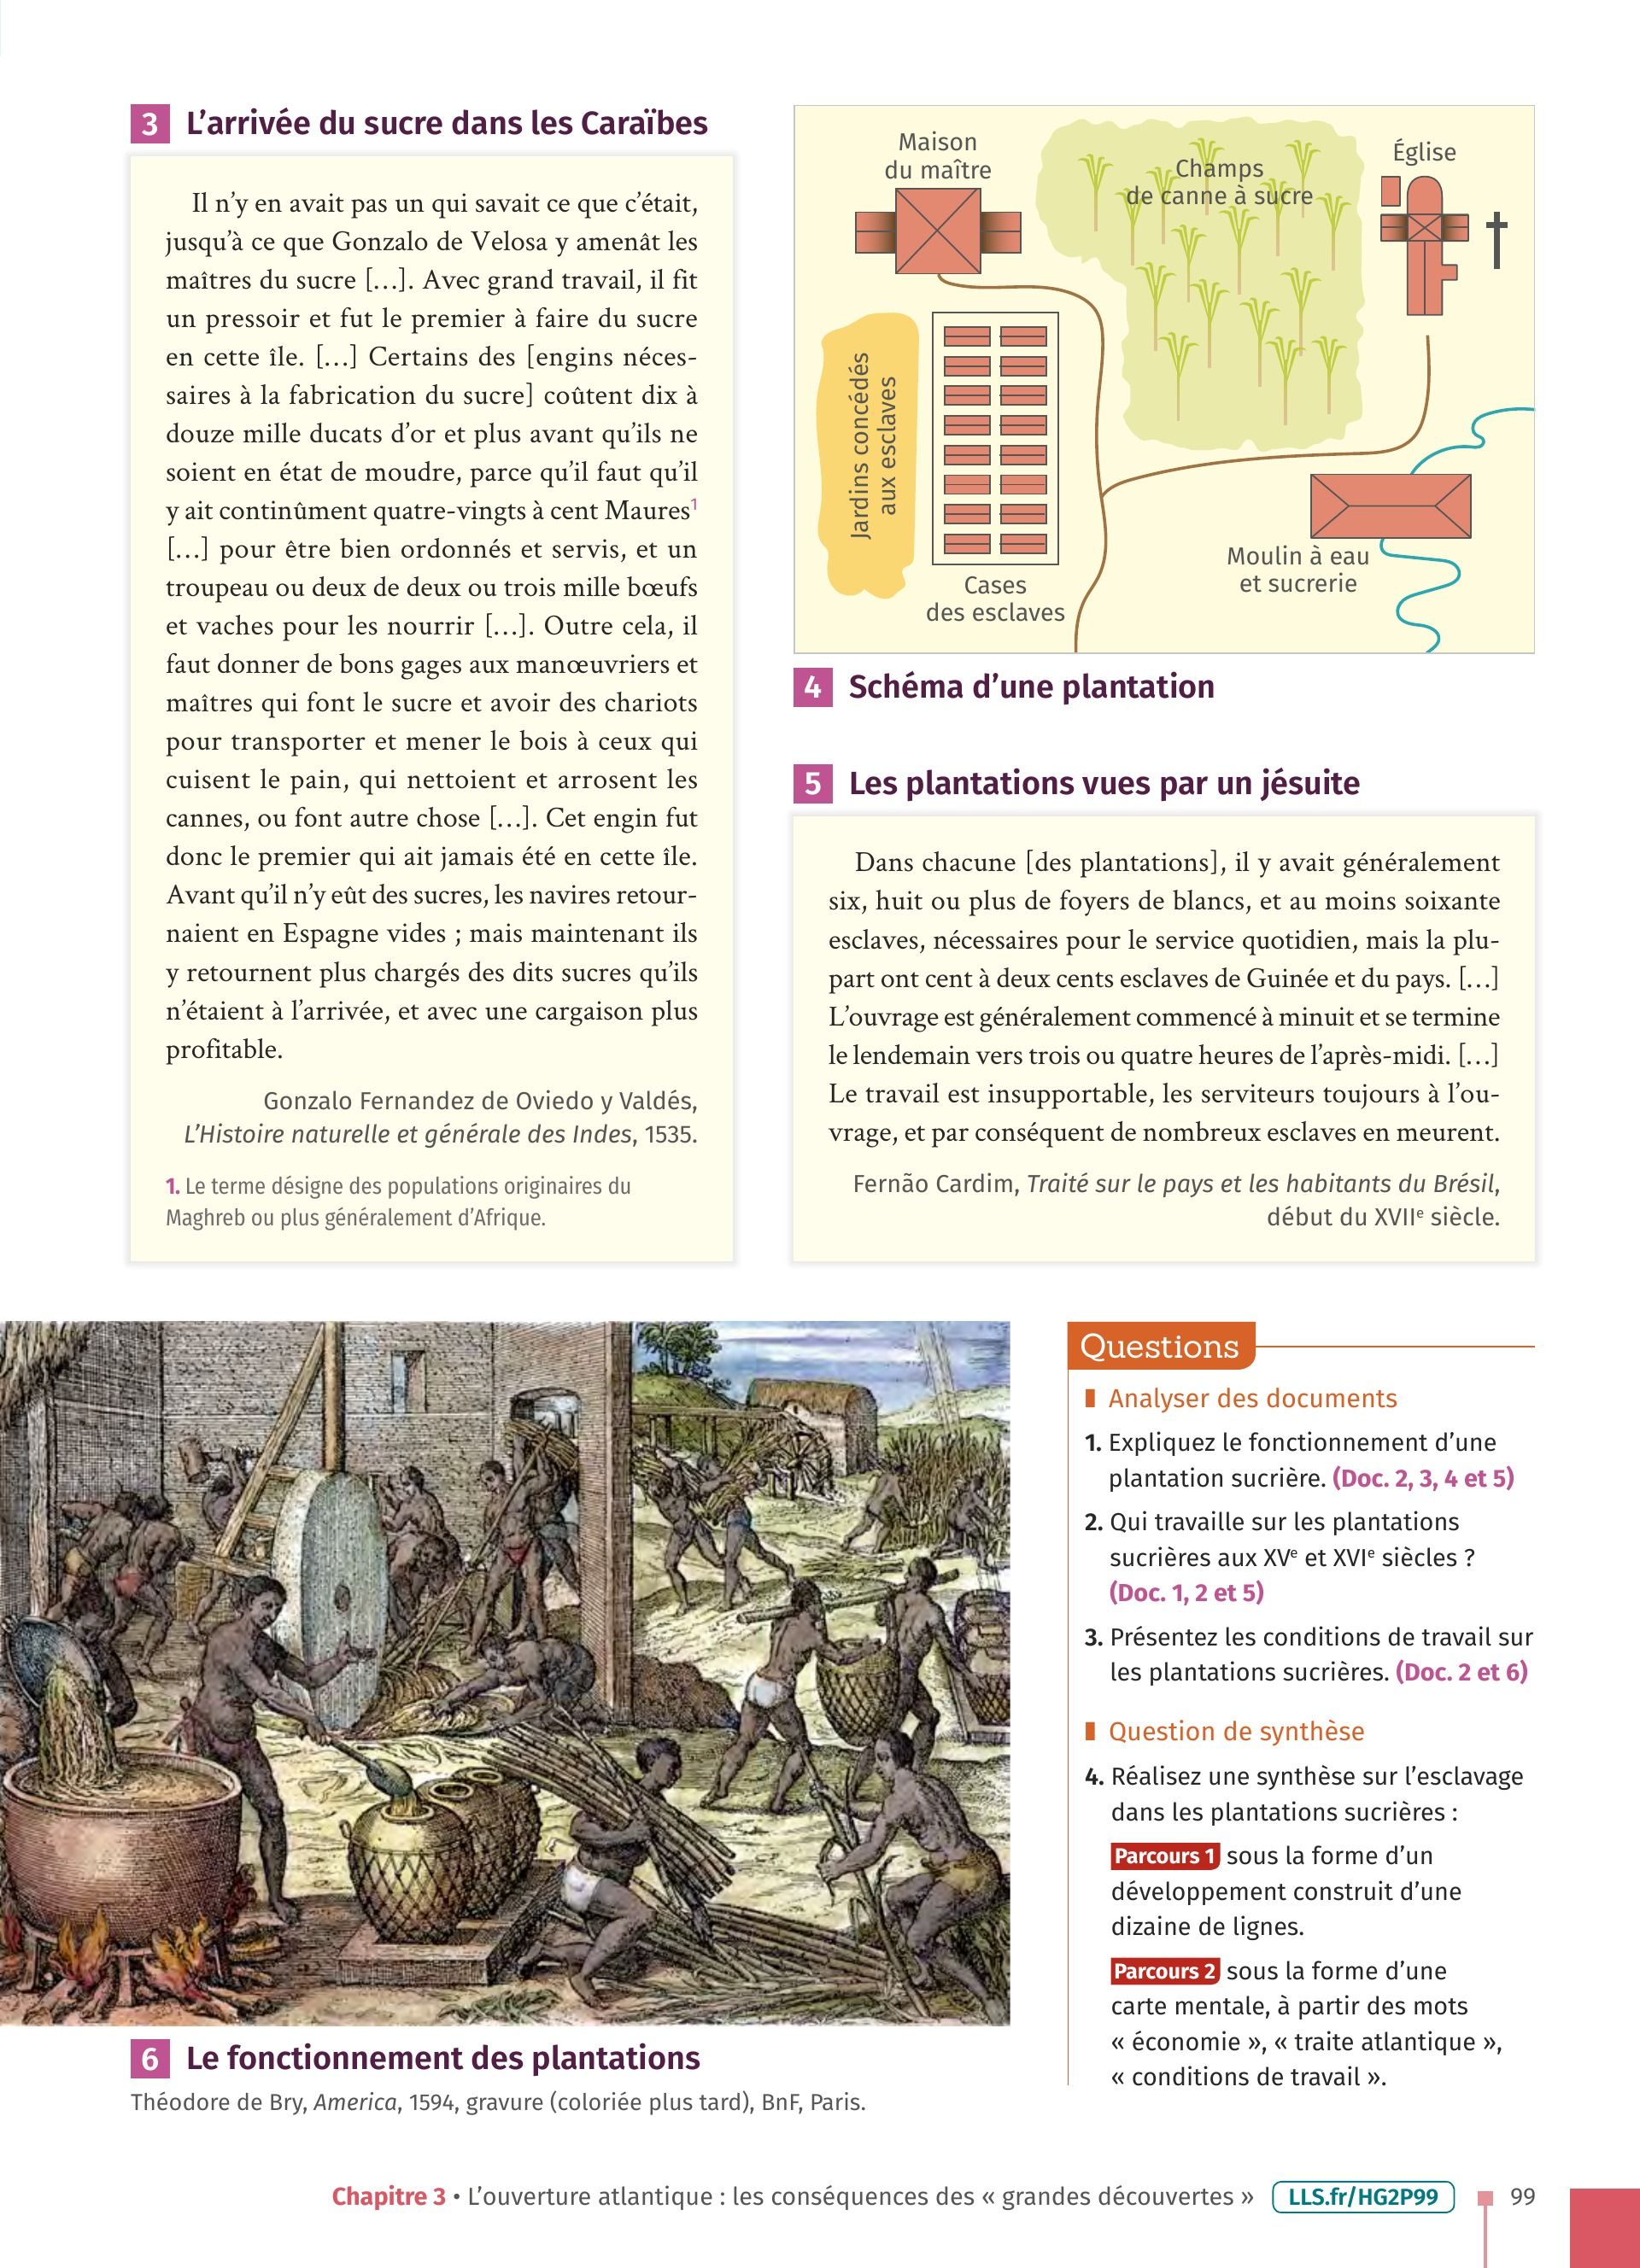 3 L’arrivée du sucre dans les Caraïbes
Il n’y en avait pas un qui savait ce que c’était,
jusqu’à ce que Gonzalo de Velosa y amenât les
maîtres du sucre […]. Avec grand travail, il fit
un pressoir et fut le premier à faire du sucre
en cette île. […] Certains des [engins néces-
saires à la fabrication du sucre] coûtent dix à
douze mille ducats d’or et plus avant qu’ils ne
soient en état de moudre, parce qu’il faut qu’il
y ait continûment quatre-vingts à cent Maures1
[…] pour être bien ordonnés et servis, et un
troupeau ou deux de deux ou trois mille bœufs
et vaches pour les nourrir […]. Outre cela, il
faut donner de bons gages aux manœuvriers et
maîtres qui font le sucre et avoir des chariots
pour transporter et mener le bois à ceux qui
cuisent le pain, qui nettoient et arrosent les
cannes, ou font autre chose […]. Cet engin fut
donc le premier qui ait jamais été en cette île.
Avant qu’il n’y eût des sucres, les navires retour-
naient en Espagne vides ; mais maintenant ils
y retournent plus chargés des dits sucres qu’ils
n’étaient à l’arrivée, et avec une cargaison plus
profitable.
Gonzalo Fernandez de Oviedo y Valdés,
L’Histoire naturelle et générale des Indes, 1535.
1. Le terme désigne des populations originaires du
Maghreb ou plus généralement d’Afrique.
Maison
du maître
Champs
de canne à sucre
Église
Jardins concédés
aux esclaves
Cases
des esclaves
Moulin à eau
et sucrerie
4 Schéma d’une plantation
5 Les plantations vues par un jésuite
Dans chacune [des plantations], il y avait généralement
six, huit ou plus de foyers de blancs, et au moins soixante
esclaves, nécessaires pour le service quotidien, mais la plu-
part ont cent à deux cents esclaves de Guinée et du pays. […]
L’ouvrage est généralement commencé à minuit et se termine
le lendemain vers trois ou quatre heures de l’après-midi. […]
Le travail est insupportable, les serviteurs toujours à l’ou-
vrage, et par conséquent de nombreux esclaves en meurent.
Fernão Cardim, Traité sur le pays et les habitants du Brésil,
début du XVIIe siècle.
6 Le fonctionnement des plantations
Théodore de Bry, America, 1594, gravure (coloriée plus tard), BnF, Paris.
Questions
Analyser des documents
1. Expliquez le fonctionnement d’une
plantation sucrière. (Doc. 2, 3, 4 et 5)
2. Qui travaille sur les plantations
sucrières aux XVe et XVIe siècles ?
(Doc. 1, 2 et 5)
3. Présentez les conditions de travail sur
les plantations sucrières. (Doc. 2 et 6)
Question de synthèse
4. Réalisez une synthèse sur l’esclavage
dans les plantations sucrières :
Parcours 1 sous la forme d’un
développement construit d’une
dizaine de lignes.
Parcours 2 sous la forme d’une
carte mentale, à partir des mots
« économie », « traite atlantique »,
« conditions de travail ».
Chapitre 3 • L’ouverture atlantique : les conséquences des « grandes découvertes » LLS.fr/HG2P99 99